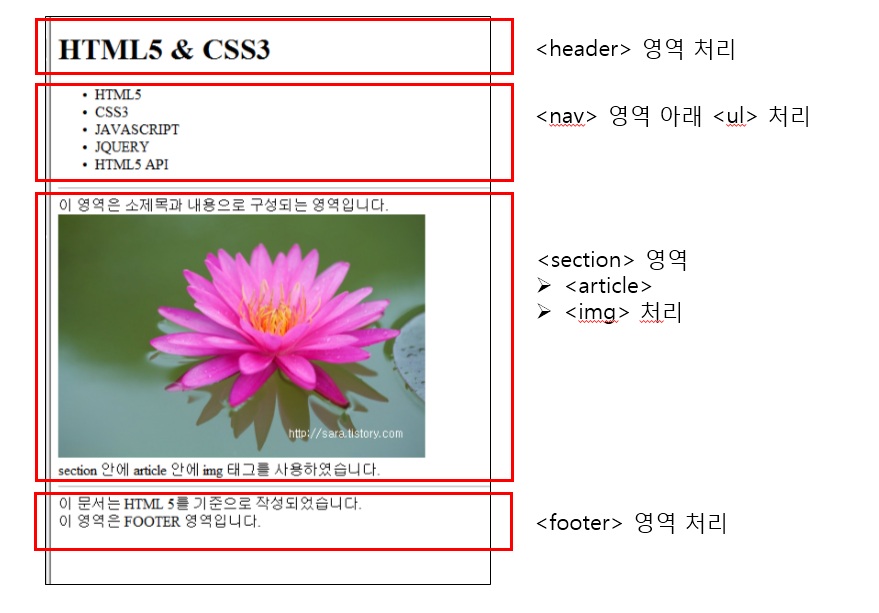 HTML5 & CSS3
<header> 영역 처리
• HTML5
• CSS3
• JAVASCRIPT
• JQUERY
• HTML5 API
<nav> 영역 아래 <ul> 처리
이 영역은 소제목과 내용으로 구성되는 영역입니다.
http://sara.tistory.com
section 안에 article 안에 img 태그를 사용하였습니다.
<section> 영역
➢ <article>
➢ <img> 처리
이 문서는 HTML 5를 기준으로 작성되었습니다.
이 영역은 FOOTER 영역입니다.
<footer> 영역 처리